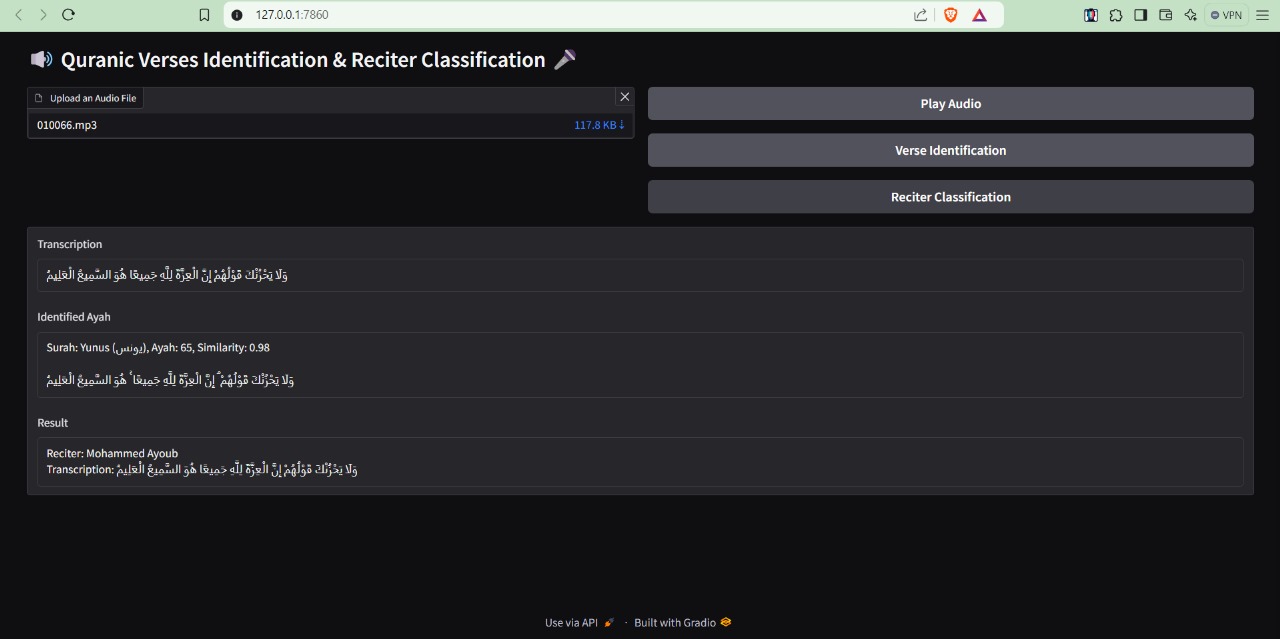 127.0.0.1:7860
VPN
🔊 Quranic Verses Identification & Reciter Classification 🎤
Upload an Audio File
010066.mp3 117.8 KB ↓
Play Audio
Verse Identification
Reciter Classification
Transcription
وَلَا يَحْزُنْكَ قَوْلُهُمْ إِنَّ الْعِزَّةَ لِلَّهِ جَمِيعًا هُوَ السَّمِيعُ الْعَلِيمُ
Identified Ayah
Surah: Yunus (يونس), Ayah: 65, Similarity: 0.98
وَلَا يَحْزُنْكَ قَوْلُهُمْ ۘ إِنَّ الْعِزَّةَ لِلَّهِ جَمِيعًا ۚ هُوَ السَّمِيعُ الْعَلِيمُ
Result
Reciter: Mohammed Ayoub
Transcription: وَلَا يَحْزُنْكَ قَوْلُهُمْ إِنَّ الْعِزَّةَ لِلَّهِ جَمِيعًا هُوَ السَّمِيعُ الْعَلِيمُ
Use via API 🚀 · Built with Gradio